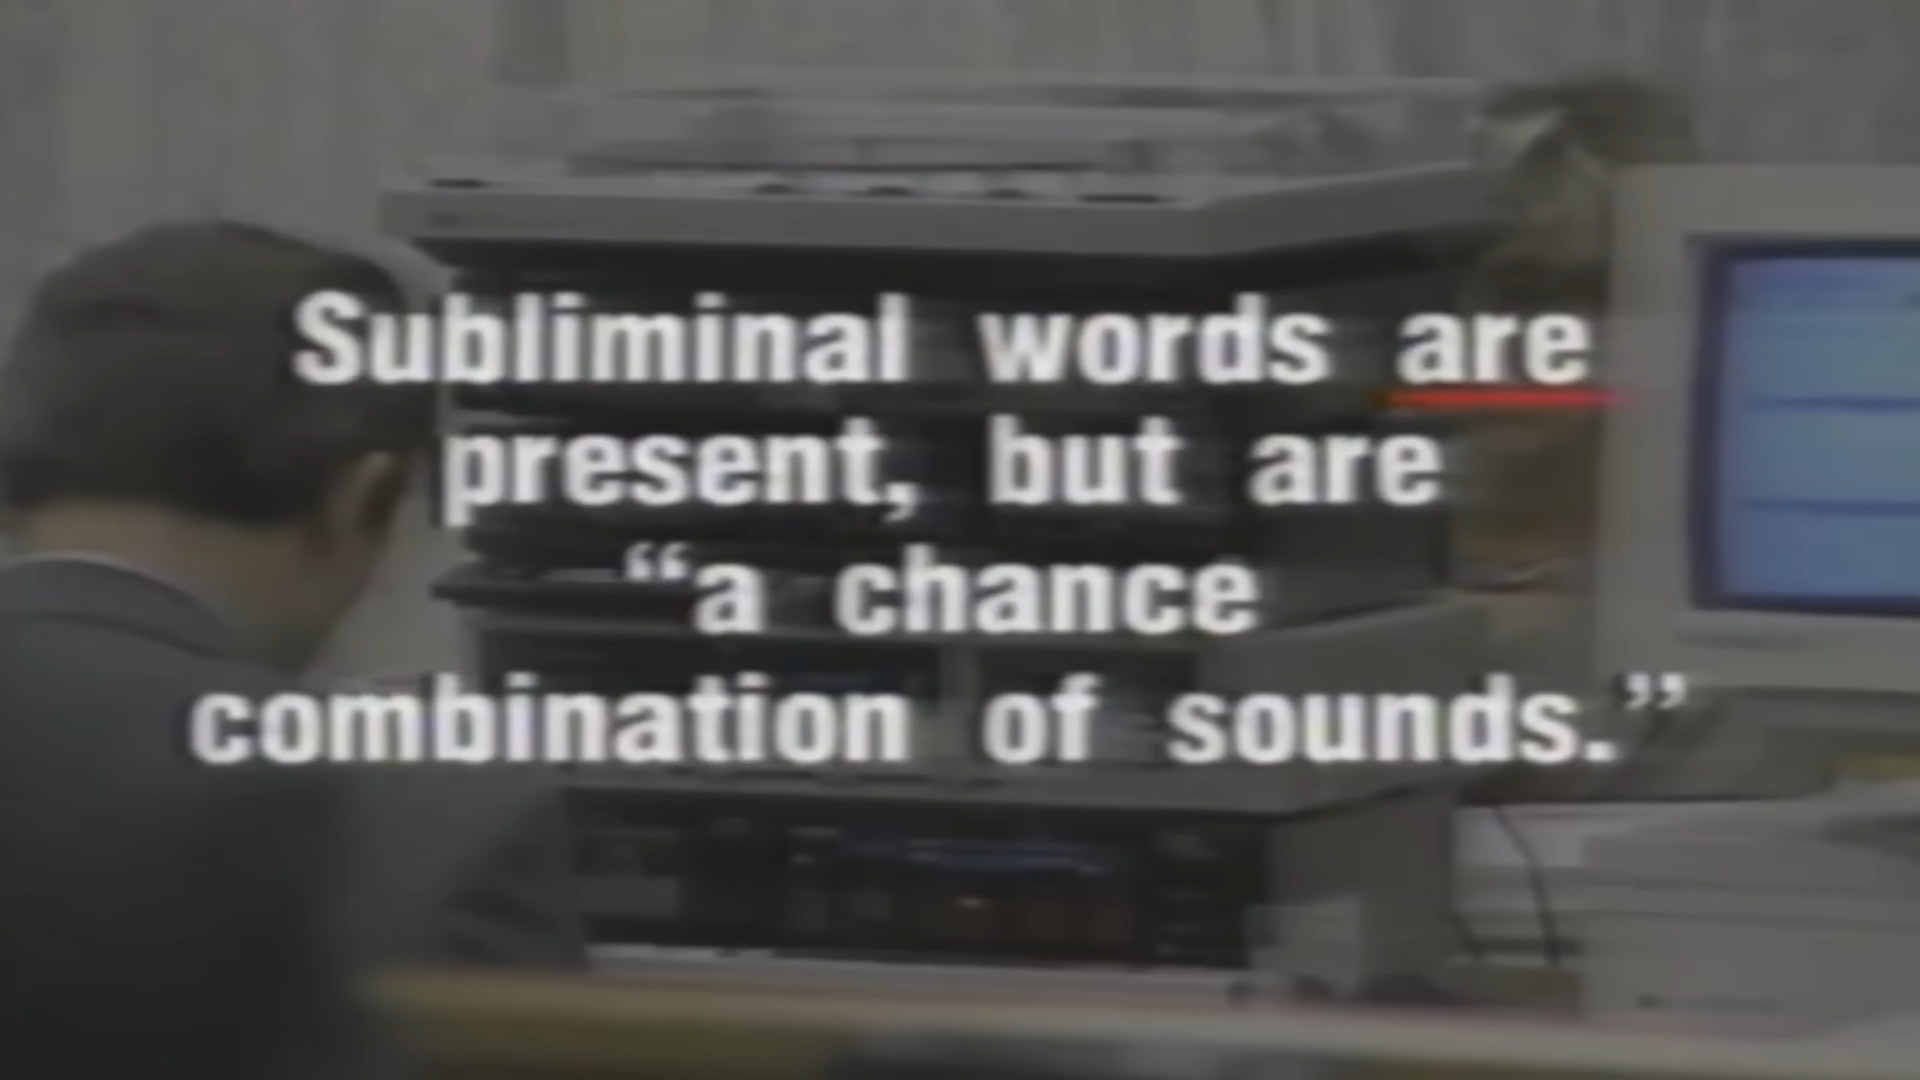 Subliminal words are
present, but are
“a chance
combination of sounds.”